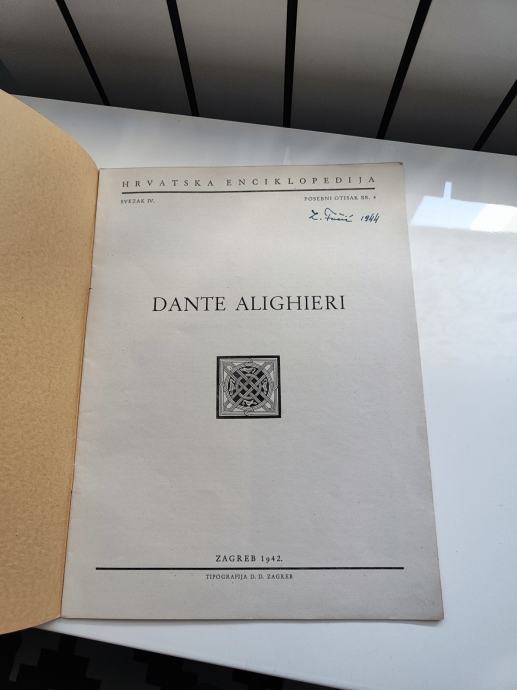 HRVATSKA ENCIKLOPEDIJA
SVEZAK IV.
POSEBNI OTISAK BR. 4
1944
DANTE ALIGHIERI
ZAGREB 1942.
TIPOGRAFIJA D. D. ZAGREB